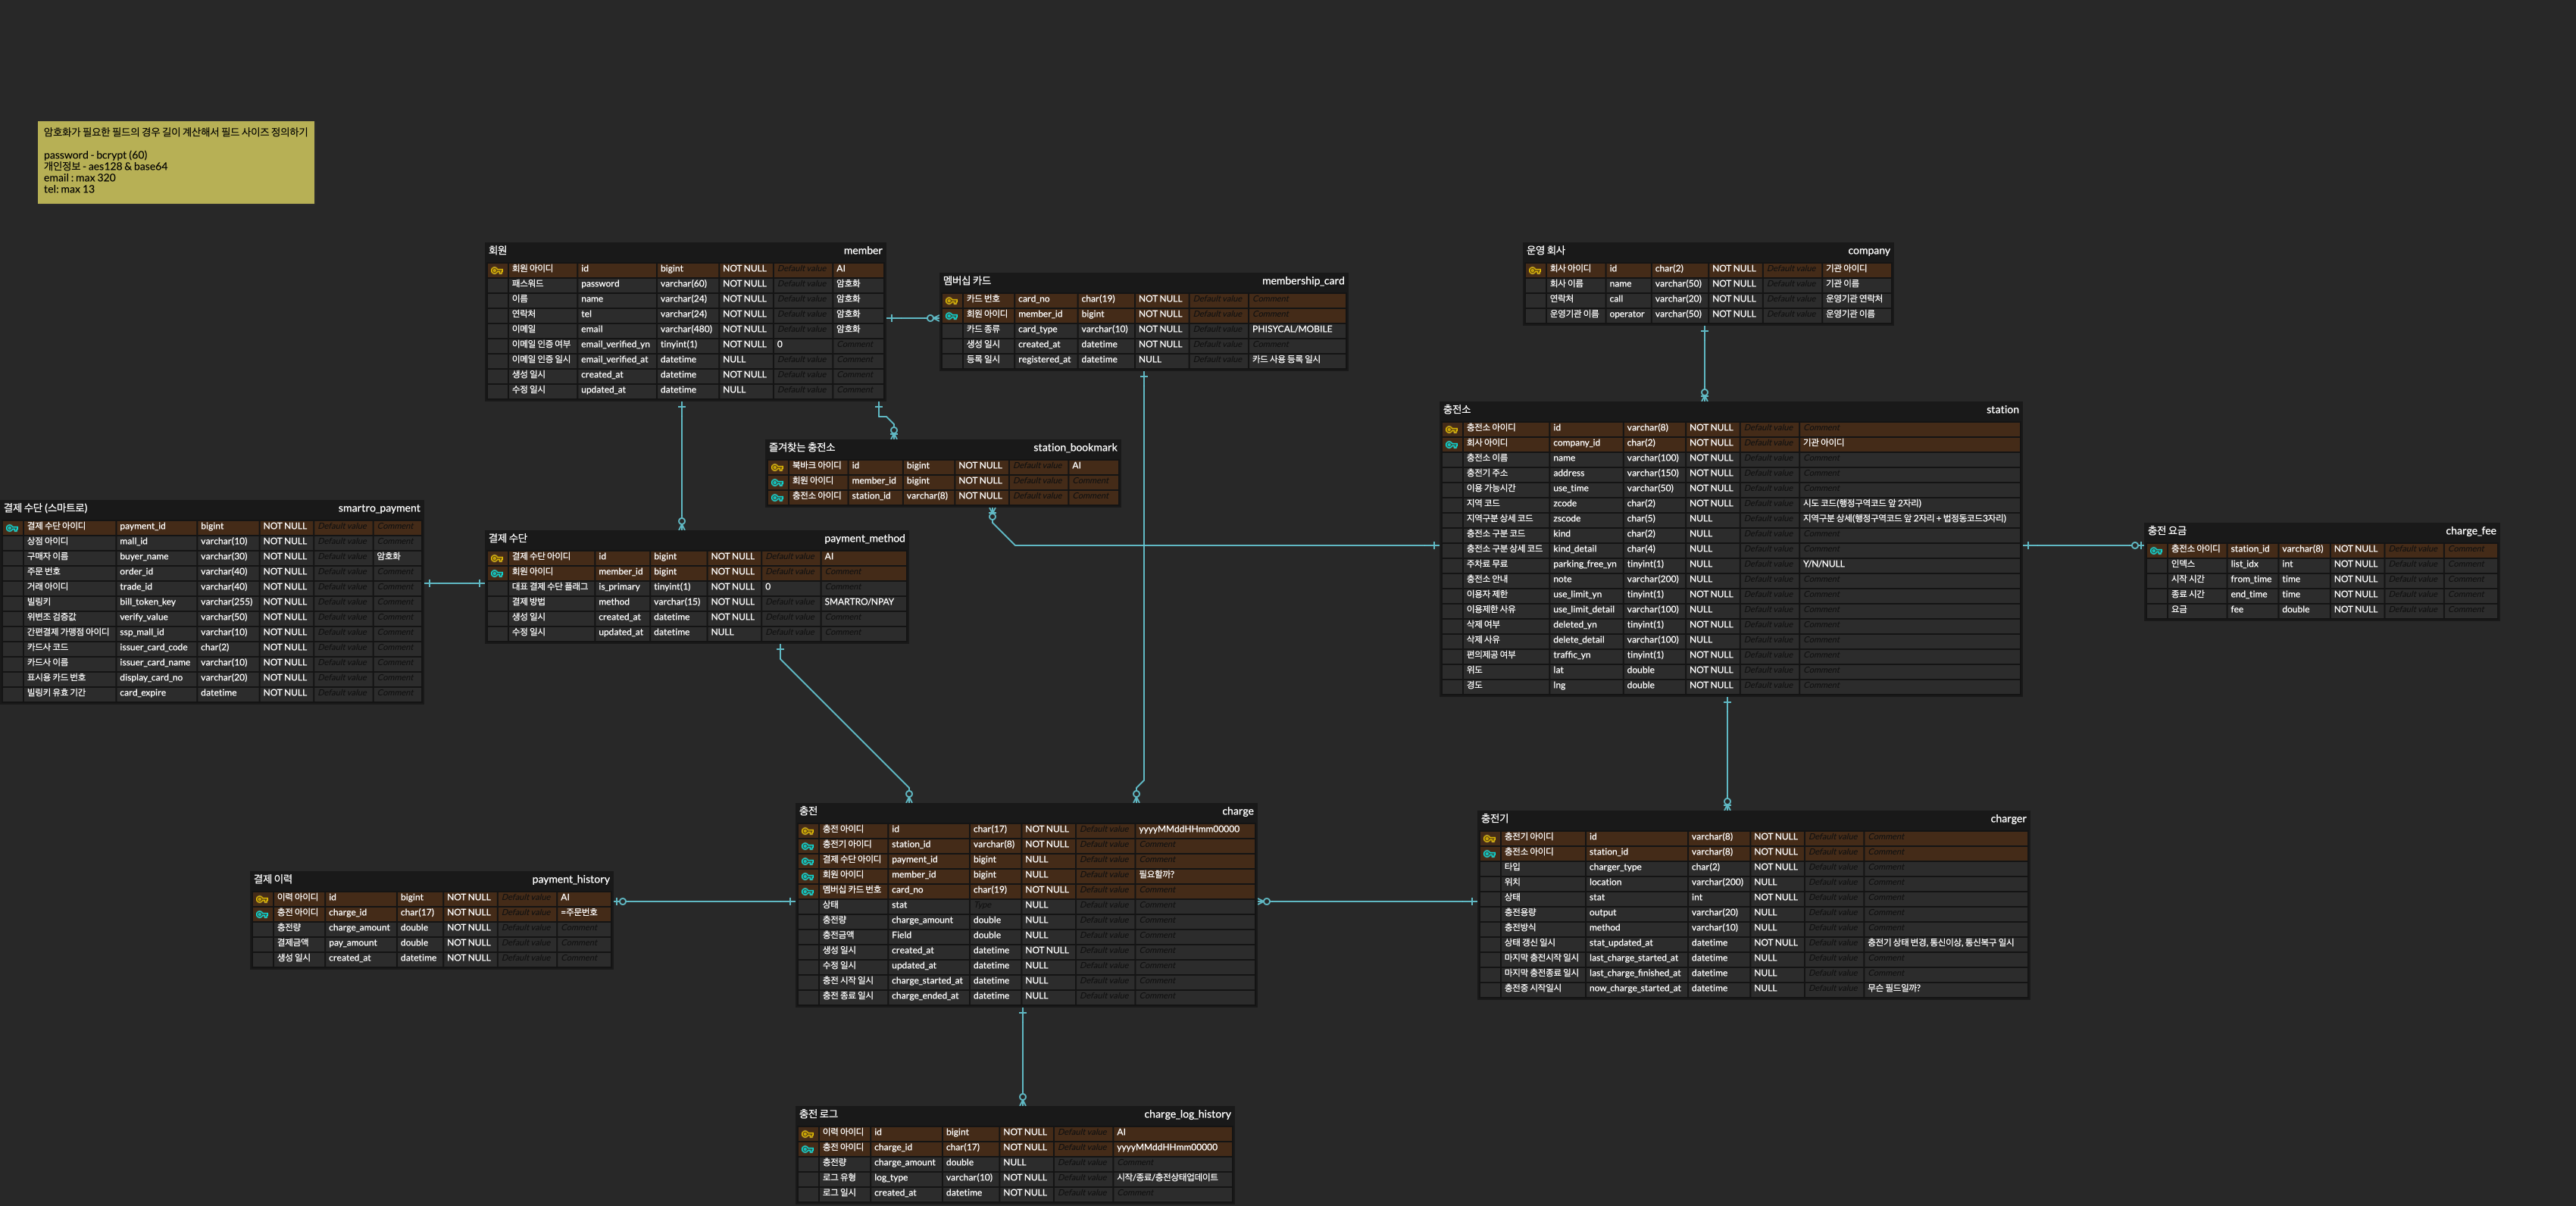 암호화가 필요한 필드의 경우 길이 계산해서 필드 사이즈 정의하기
password - bcrypt (60)
개인정보 - aes128 & base64
email : max 320
tel: max 13
회원 member
회원 아이디 id bigint NOT NULL Default value AI
패스워드 password varchar(60) NOT NULL Default value 암호화
이름 name varchar(24) NOT NULL Default value 암호화
연락처 tel varchar(24) NOT NULL Default value 암호화
이메일 email varchar(480) NOT NULL Default value 암호화
이메일 인증 여부 email_verified_yn tinyint(1) NOT NULL 0 Comment
이메일 인증 일시 email_verified_at datetime NULL Default value Comment
생성 일시 created_at datetime NOT NULL Default value Comment
수정 일시 updated_at datetime NULL Default value Comment
멤버십 카드 membership_card
카드 번호 card_no char(19) NOT NULL Default value Comment
회원 아이디 member_id bigint NOT NULL Default value Comment
카드 종류 card_type varchar(10) NOT NULL Default value PHISYCAL/MOBILE
생성 일시 created_at datetime NOT NULL Default value Comment
등록 일시 registered_at datetime NULL Default value 카드 사용 등록 일시
운영 회사 company
회사 아이디 id char(2) NOT NULL Default value 기관 아이디
회사 이름 name varchar(50) NOT NULL Default value 기관 이름
연락처 call varchar(20) NOT NULL Default value 운영기관 연락처
운영기관 이름 operator varchar(50) NOT NULL Default value 운영기관 이름
즐겨찾는 충전소 station_bookmark
북바크 아이디 id bigint NOT NULL Default value AI
회원 아이디 member_id bigint NOT NULL Default value Comment
충전소 아이디 station_id varchar(8) NOT NULL Default value Comment
충전소 station
충전소 아이디 id varchar(8) NOT NULL Default value Comment
회사 아이디 company_id char(2) NOT NULL Default value 기관 아이디
충전소 이름 name varchar(100) NOT NULL Default value Comment
충전기 주소 address varchar(150) NOT NULL Default value Comment
이용 가능시간 use_time varchar(50) NOT NULL Default value Comment
지역 코드 zcode char(2) NOT NULL Default value 시도 코드(행정구역코드 앞 2자리)
지역구분 상세 코드 zscode char(5) NULL Default value 지역구분 상세(행정구역코드 앞 2자리 + 법정동코드3자리)
충전소 구분 코드 kind char(2) NULL Default value Comment
충전소 구분 상세 코드 kind_detail char(4) NULL Default value Comment
주차료 무료 parking_free_yn tinyint(1) NULL Default value Y/N/NULL
충전소 안내 note varchar(200) NULL Default value Comment
이용자 제한 use_limit_yn tinyint(1) NOT NULL Default value Comment
이용제한 사유 use_limit_detail varchar(100) NULL Default value Comment
삭제 여부 deleted_yn tinyint(1) NOT NULL Default value Comment
삭제 사유 delete_detail varchar(100) NULL Default value Comment
편의제공 여부 traffic_yn tinyint(1) NOT NULL Default value Comment
위도 lat double NOT NULL Default value Comment
경도 lng double NOT NULL Default value Comment
결제 수단 (스마트로) smartro_payment
결제 수단 아이디 payment_id bigint NOT NULL Default value Comment
상점 아이디 mall_id varchar(10) NOT NULL Default value Comment
구매자 이름 buyer_name varchar(30) NOT NULL Default value 암호화
주문 번호 order_id varchar(40) NOT NULL Default value Comment
거래 아이디 trade_id varchar(40) NOT NULL Default value Comment
빌링키 bill_token_key varchar(255) NOT NULL Default value Comment
위변조 검증값 verify_value varchar(50) NOT NULL Default value Comment
간편결제 가맹점 아이디 ssp_mall_id varchar(10) NOT NULL Default value Comment
카드사 코드 issuer_card_code char(2) NOT NULL Default value Comment
카드사 이름 issuer_card_name varchar(10) NOT NULL Default value Comment
표시용 카드 번호 display_card_no varchar(20) NOT NULL Default value Comment
빌링키 유효 기간 card_expire datetime NOT NULL Default value Comment
결제 수단 payment_method
결제 수단 아이디 id bigint NOT NULL Default value AI
회원 아이디 member_id bigint NOT NULL Default value Comment
대표 결제 수단 플래그 is_primary tinyint(1) NOT NULL 0 Comment
결제 방법 method varchar(15) NOT NULL Default value SMARTRO/NPAY
생성 일시 created_at datetime NOT NULL Default value Comment
수정 일시 updated_at datetime NULL Default value Comment
충전 요금 charge_fee
충전소 아이디 station_id varchar(8) NOT NULL Default value Comment
인덱스 list_idx int NOT NULL Default value Comment
시작 시간 from_time time NOT NULL Default value Comment
종료 시간 end_time time NOT NULL Default value Comment
요금 fee double NOT NULL Default value Comment
충전 charge
충전 아이디 id char(17) NOT NULL Default value yyyyMMddHHmm00000
충전기 아이디 station_id varchar(8) NOT NULL Default value Comment
결제 수단 아이디 payment_id bigint NULL Default value Comment
회원 아이디 member_id bigint NULL Default value 필요할까?
멤버십 카드 번호 card_no char(19) NOT NULL Default value Comment
상태 stat Type NULL Default value Comment
충전량 charge_amount double NULL Default value Comment
충전금액 Field double NULL Default value Comment
생성 일시 created_at datetime NOT NULL Default value Comment
수정 일시 updated_at datetime NULL Default value Comment
충전 시작 일시 charge_started_at datetime NULL Default value Comment
충전 종료 일시 charge_ended_at datetime NULL Default value Comment
충전기 charger
충전기 아이디 id varchar(8) NOT NULL Default value Comment
충전소 아이디 station_id varchar(8) NOT NULL Default value Comment
타입 charger_type char(2) NOT NULL Default value Comment
위치 location varchar(200) NULL Default value Comment
상태 stat int NOT NULL Default value Comment
충전용량 output varchar(20) NULL Default value Comment
충전방식 method varchar(10) NULL Default value Comment
상태 갱신 일시 stat_updated_at datetime NOT NULL Default value 충전기 상태 변경, 통신이상, 통신복구 일시
마지막 충전시작 일시 last_charge_started_at datetime NULL Default value Comment
마지막 충전종료 일시 last_charge_finished_at datetime NULL Default value Comment
충전중 시작일시 now_charge_started_at datetime NULL Default value 무슨 필드일까?
결제 이력 payment_history
이력 아이디 id bigint NOT NULL Default value AI
충전 아이디 charge_id char(17) NOT NULL Default value =주문번호
충전량 charge_amount double NOT NULL Default value Comment
결제금액 pay_amount double NOT NULL Default value Comment
생성 일시 created_at datetime NOT NULL Default value Comment
충전 로그 charge_log_history
이력 아이디 id bigint NOT NULL Default value AI
충전 아이디 charge_id char(17) NOT NULL Default value yyyyMMddHHmm00000
충전량 charge_amount double NULL Default value Comment
로그 유형 log_type varchar(10) NOT NULL Default value 시작/종료/충전상태업데이트
로그 일시 created_at datetime NOT NULL Default value Comment